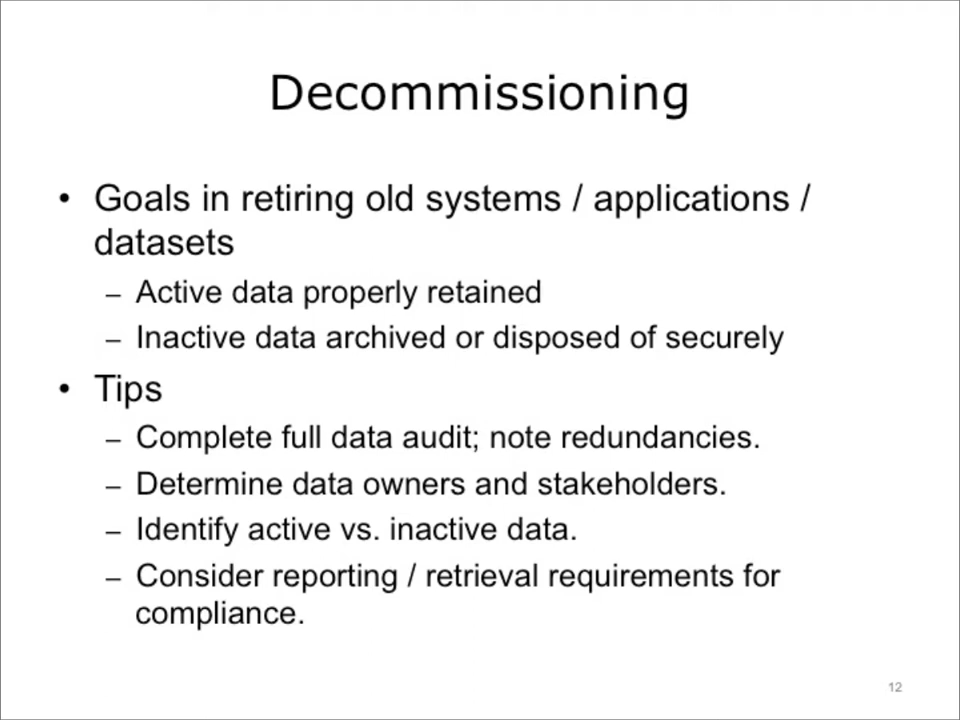 Decommissioning
• Goals in retiring old systems / applications /
datasets
– Active data properly retained
– Inactive data archived or disposed of securely
• Tips
– Complete full data audit; note redundancies.
– Determine data owners and stakeholders.
– Identify active vs. inactive data.
– Consider reporting / retrieval requirements for
compliance.
12